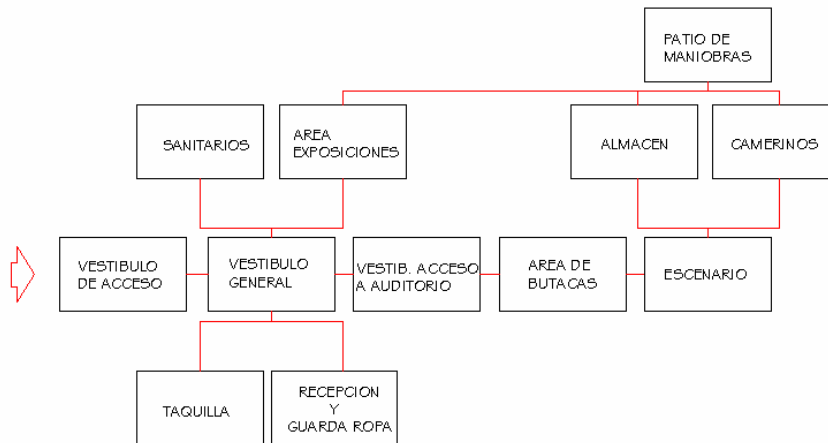 PATIO DE
MANIOBRAS
SANITARIOS
AREA
EXPOSICIONES
ALMACEN
CAMERINOS
VESTIBULO
DE ACCESO
VESTIBULO
GENERAL
VESTIB. ACCESO
A AUDITORIO
AREA DE
BUTACAS
ESCENARIO
TAQUILLA
RECEPCION
Y
GUARDA ROPA